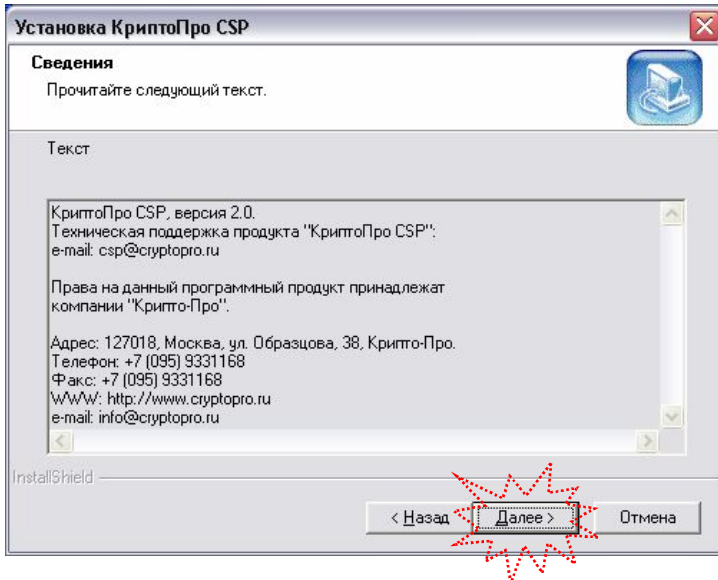 Установка КриптоПро CSP
Сведения
Прочитайте следующий текст.
Текст
КриптоПро CSP, версия 2.0.
Техническая поддержка продукта "КриптоПро CSP":
e-mail: csp@cryptopro.ru
Права на данный программный продукт принадлежат
компании "Крипто-Про".
Адрес: 127018, Москва, ул. Образцова, 38, Крипто-Про.
Телефон: +7 (095) 9331168
Факс: +7 (095) 9331168
WWW: http://www.cryptopro.ru
e-mail: info@cryptopro.ru
InstallShield
< Назад Далее > Отмена